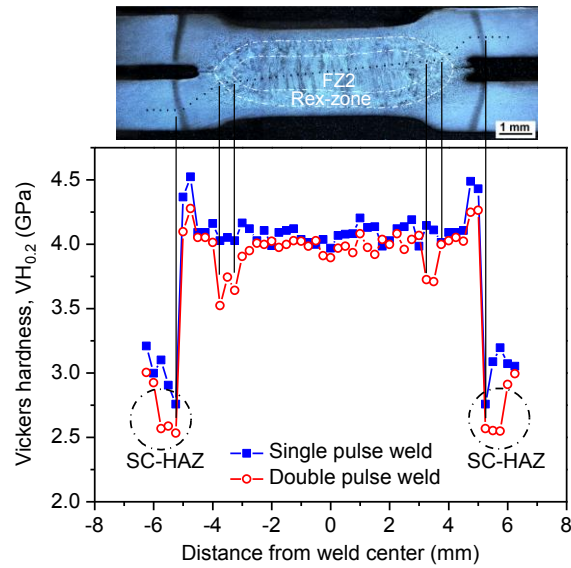 FZ2
Rex-zone
1 mm
Vickers hardness, VH0.2 (GPa)
4.5
4.0
3.5
3.0
2.5
2.0
SC-HAZ
SC-HAZ
Single pulse weld
Double pulse weld
-8 -6 -4 -2 0 2 4 6 8
Distance from weld center (mm)